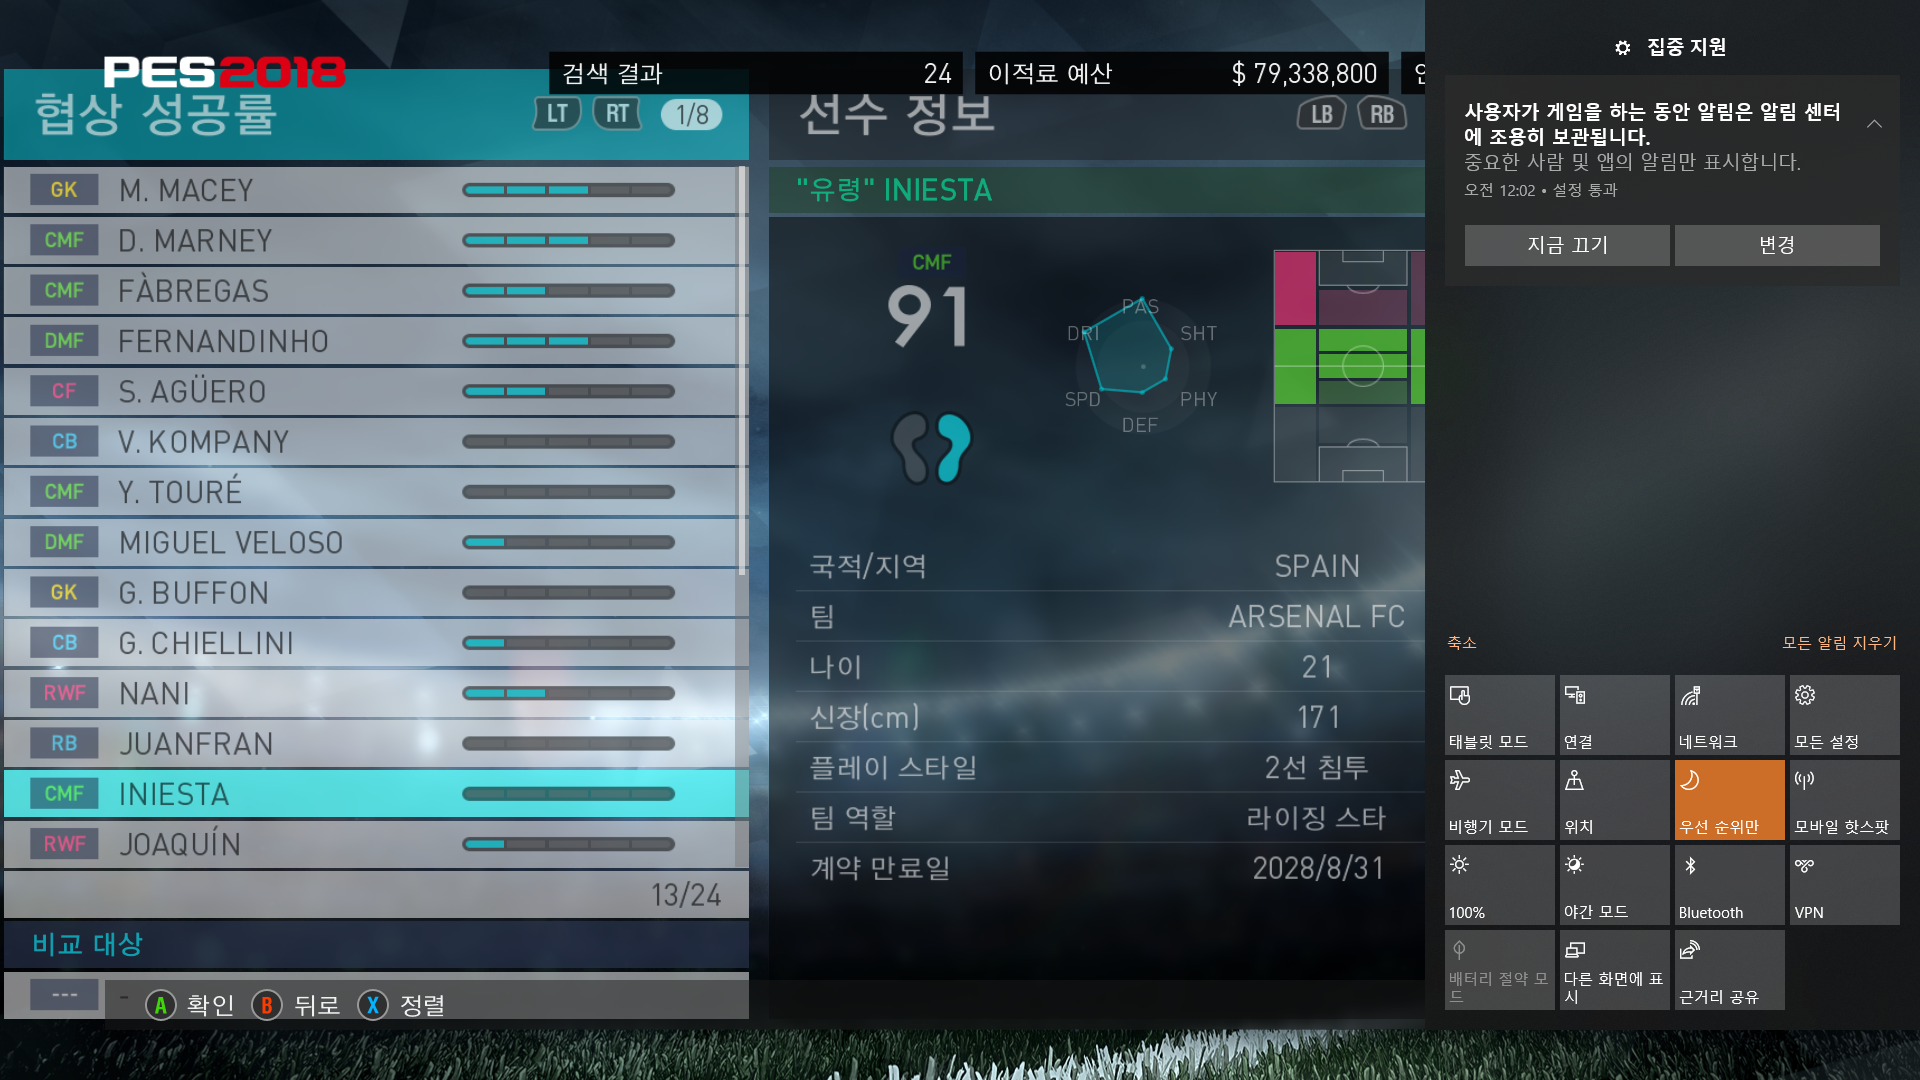 PES2018
검색 결과 24
이적료 예산 $ 79,338,800
협상 성공률 LT RT 1/8
GK M. MACEY
CMF D. MARNEY
CMF FÀBREGAS
DMF FERNANDINHO
CF S. AGÜERO
CB V. KOMPANY
CMF Y. TOURÉ
DMF MIGUEL VELOSO
GK G. BUFFON
CB G. CHIELLINI
RWF NANI
RB JUANFRAN
CMF INIESTA
RWF JOAQUÍN
13/24
비교 대상
--- -
A 확인 B 뒤로 X 정렬
선수 정보 LB RB
"유령" INIESTA
CMF
91
PAS
DRI SHT
SPD PHY
DEF
국적/지역 SPAIN
팀 ARSENAL FC
나이 21
신장(cm) 171
플레이 스타일 2선 침투
팀 역할 라이징 스타
계약 만료일 2028/8/31
집중 지원
사용자가 게임을 하는 동안 알림은 알림 센터
에 조용히 보관됩니다.
중요한 사람 및 앱의 알림만 표시합니다.
오전 12:02 • 설정 통과
지금 끄기 변경
축소 모든 알림 지우기
태블릿 모드 연결 네트워크 모든 설정
비행기 모드 위치 우선 순위만 모바일 핫스팟
100% 야간 모드 Bluetooth VPN
배터리 절약 모
드
다른 화면에 표
시
근거리 공유